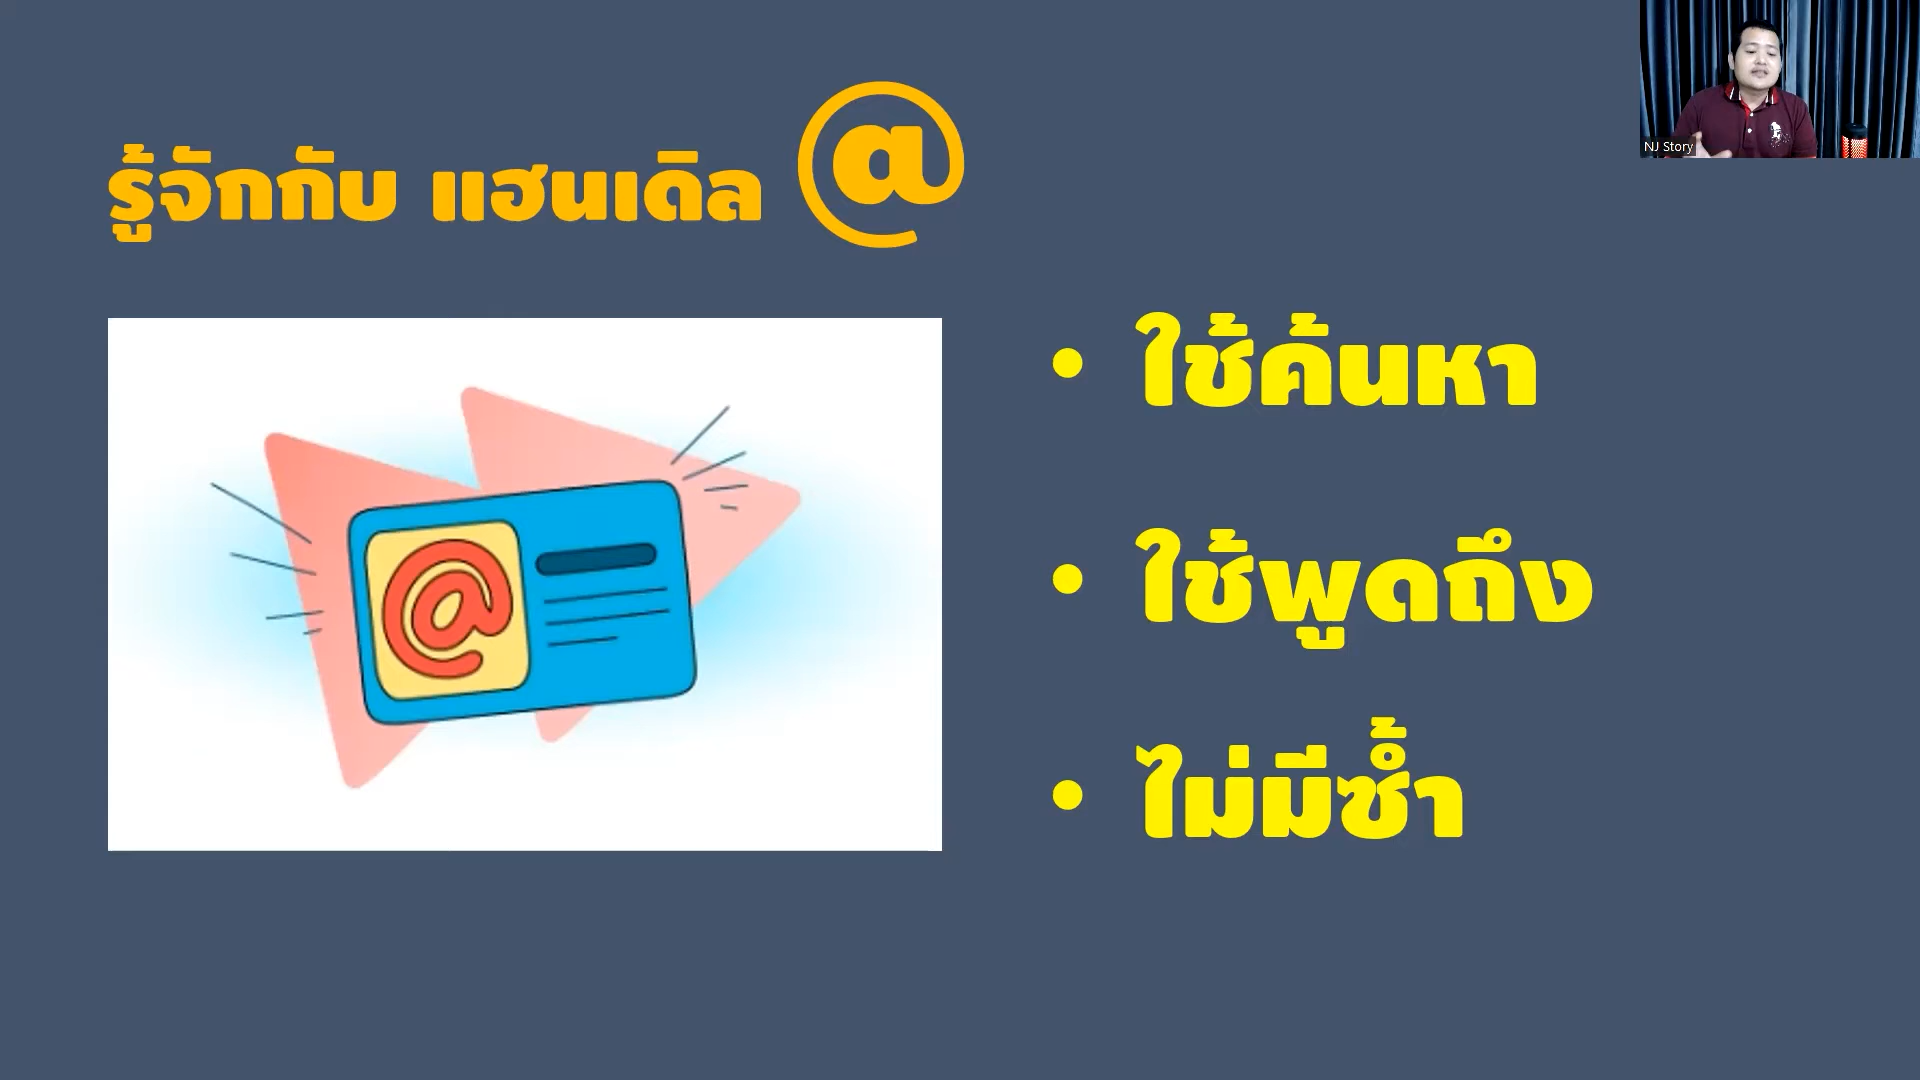 NJ Story
รู้จักกับ แฮนเดิล @
@
ใช้ค้นหา
ใช้พูดถึง
ไม่มีซ้ำ